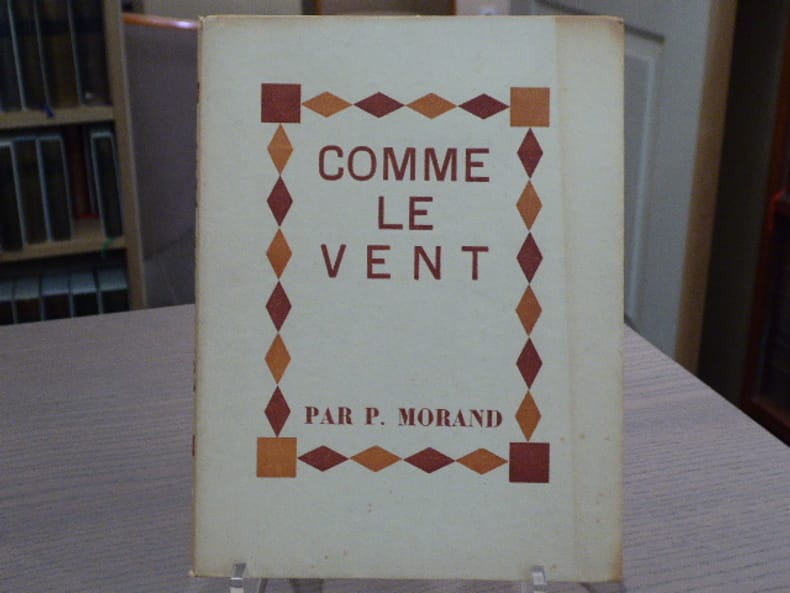 COMME
LE
VENT
PAR P. MORAND